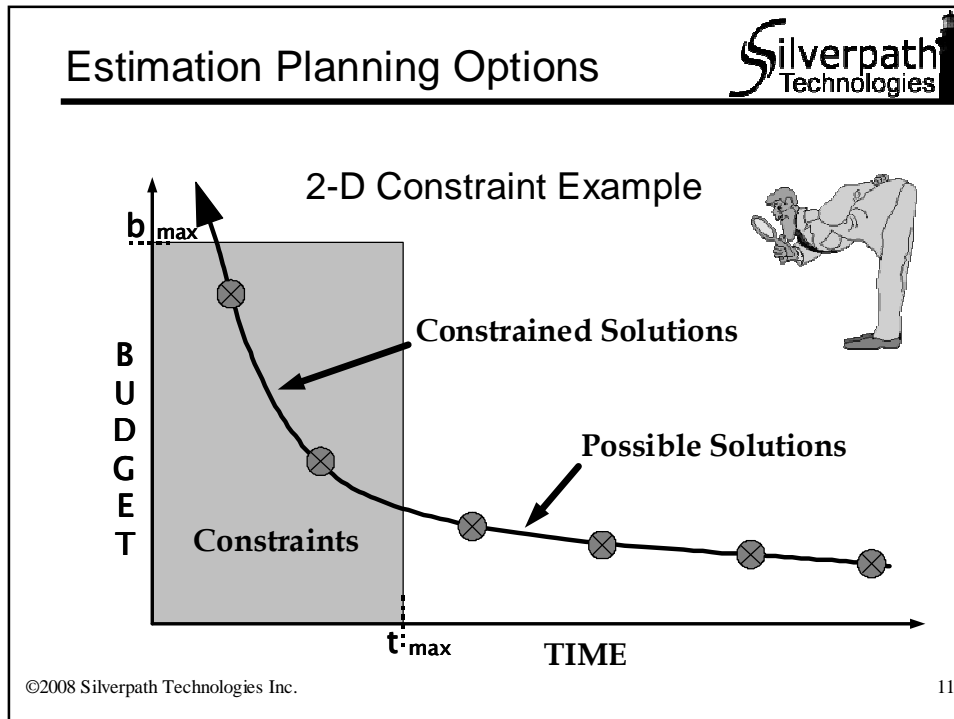 Estimation Planning Options
Silverpath
Technologies
2-D Constraint Example
b max
Constrained Solutions
BUDGET
Possible Solutions
Constraints
t max
TIME
©2008 Silverpath Technologies Inc.
11